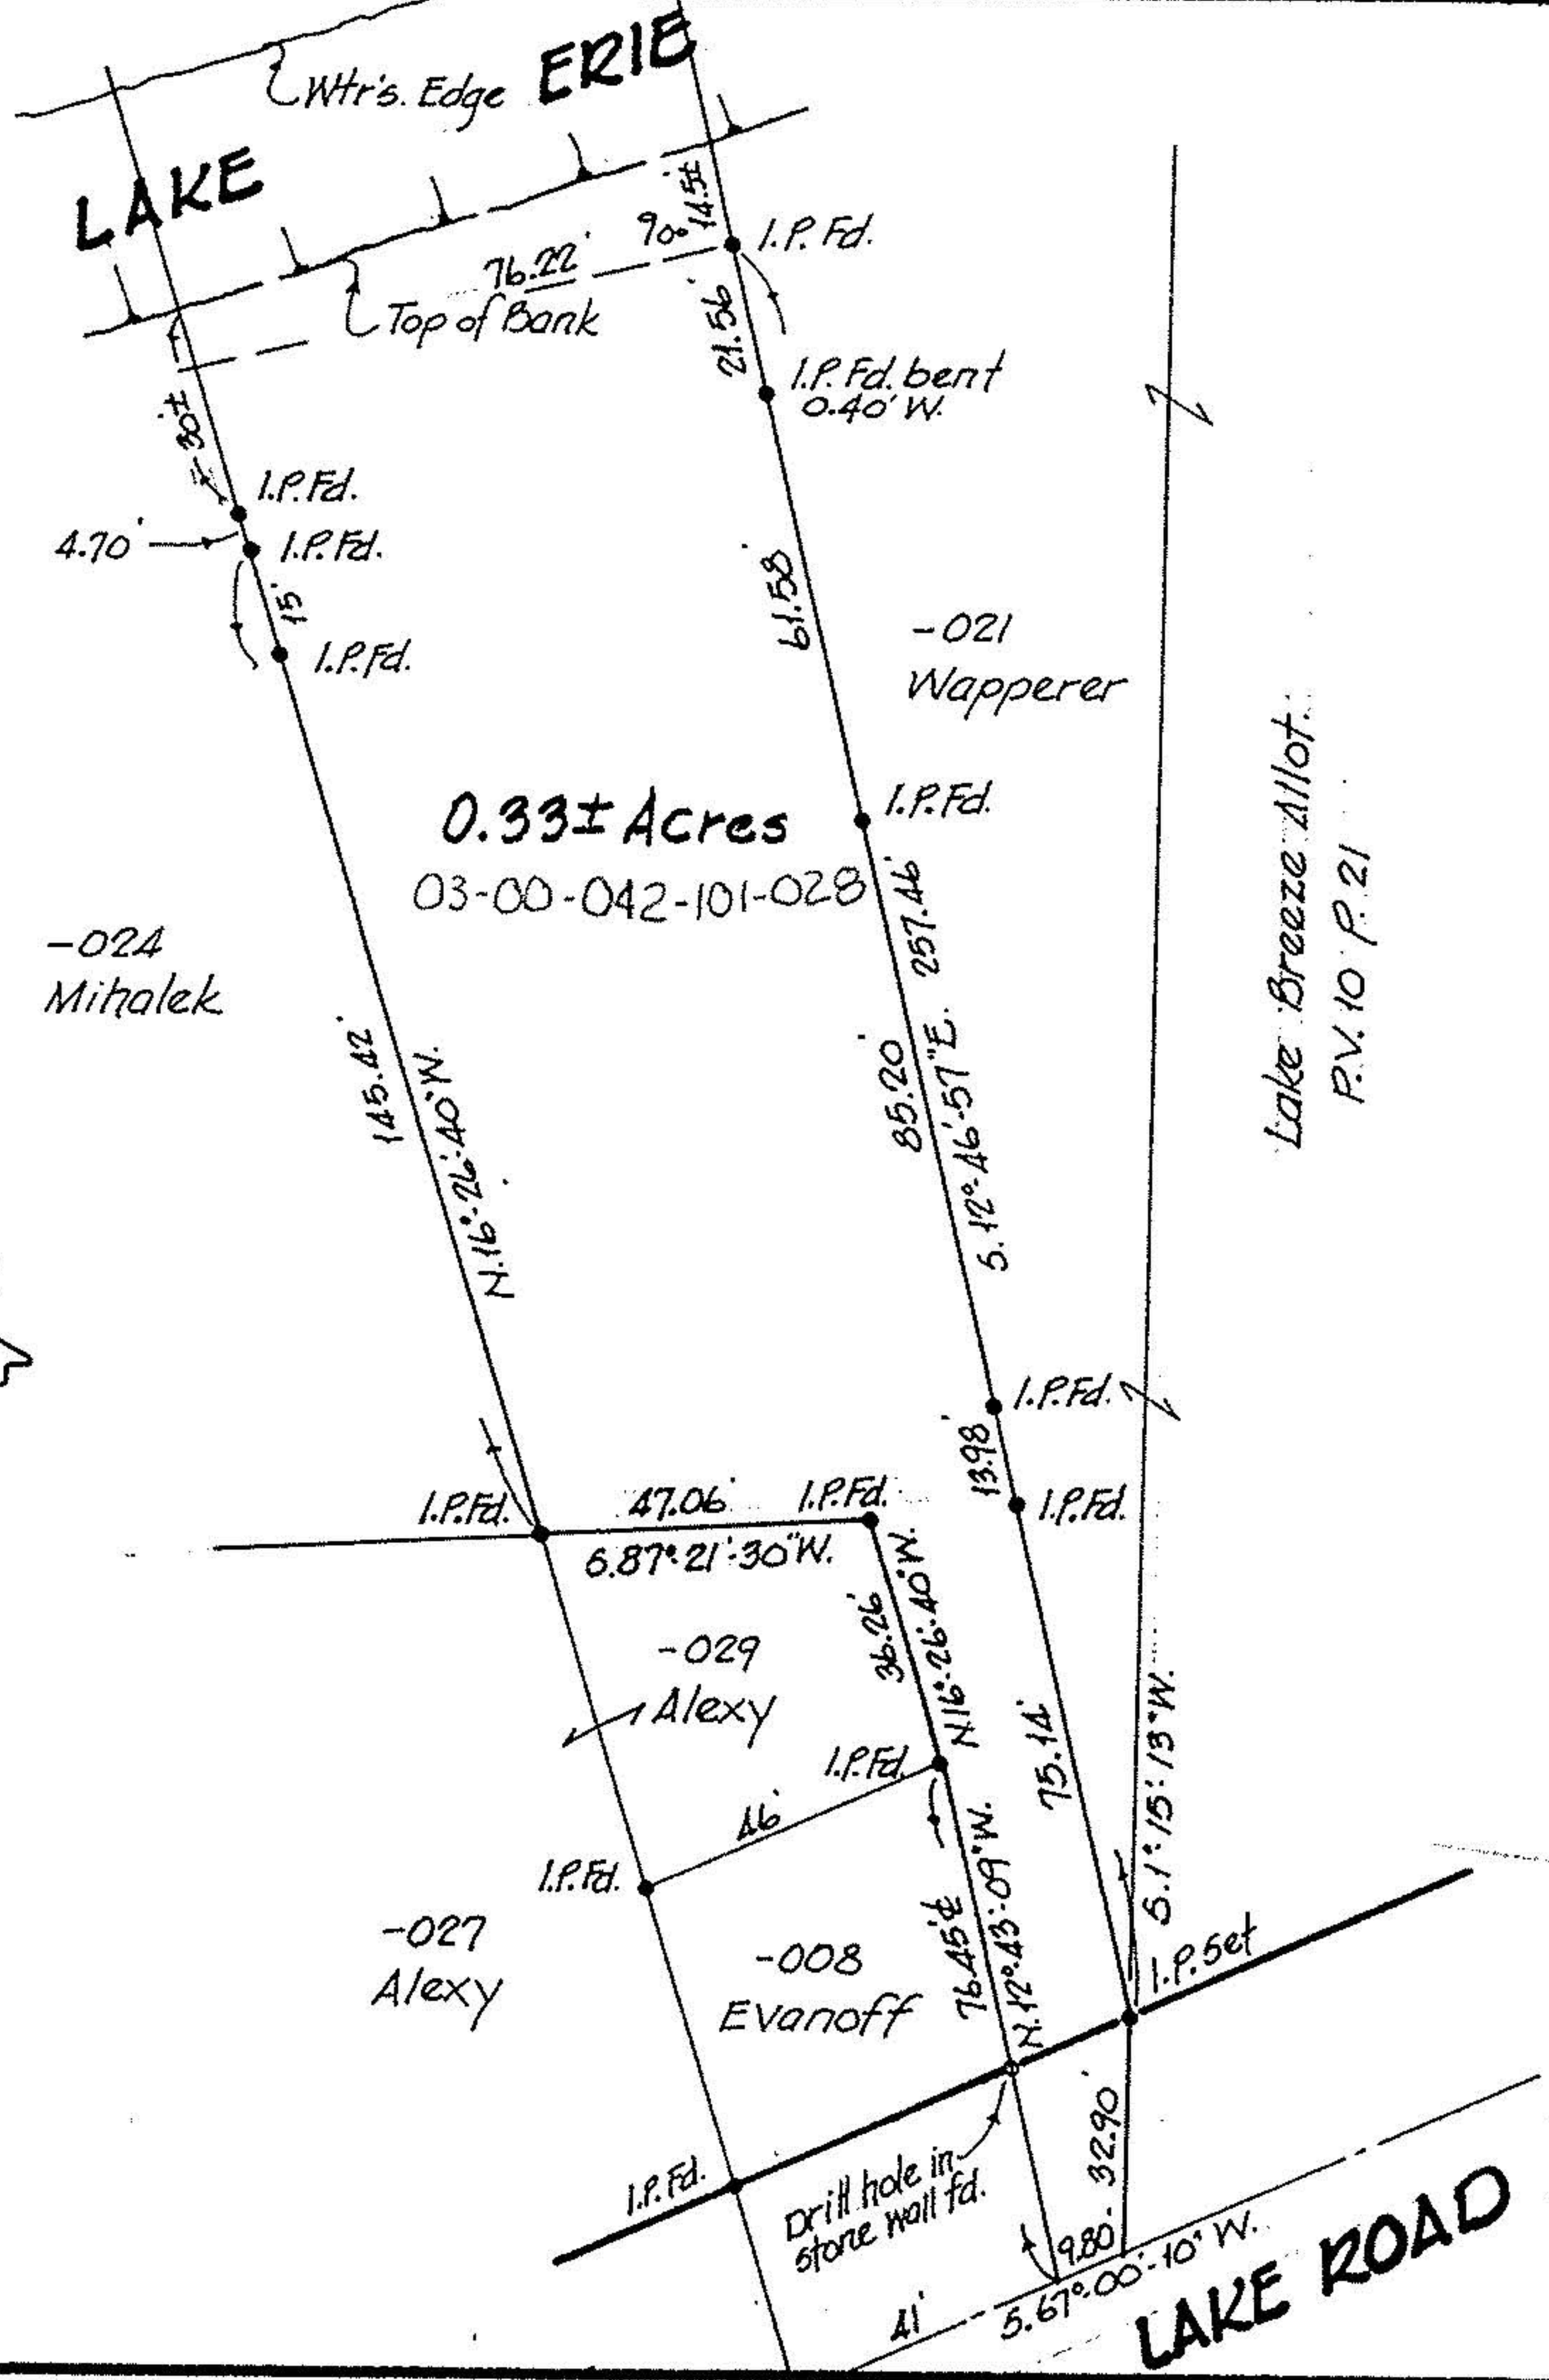 LAKE ERIE
Wtr's. Edge
14.5±
90°
76.22'
I.P. Fd.
Top of Bank
21.56'
I.P. Fd. bent
0.40' W.
30'±
I.P. Fd.
4.70'
I.P. Fd.
15'
I.P. Fd.
61.58'
-021
Wapperer
I.P. Fd.
0.33± Acres
03-00-042-101-028
Lake Breeze Allot.
P.V. 10 P. 21
-024
Mihalek
145.42'
N.16°-26'-40"W.
257.46'
85.20'
S.12°-46'-57"E.
I.P. Fd.
13.98'
I.P. Fd.
I.P. Fd.
47.06'
I.P. Fd.
S.87°-21'-30"W.
36.26'
N.16°-26'-40"W.
-029
Alexy
75.14'
I.P. Fd.
46'
I.P. Fd.
S.1°-15'-13"W.
76.45'
N.12°-43'-09"W.
-027
Alexy
-008
Evanoff
I.P. Set
32.90'
I.P. Fd.
Drill hole in
stone wall fd.
9.80'
S.67°-00'-10"W.
41'
LAKE ROAD